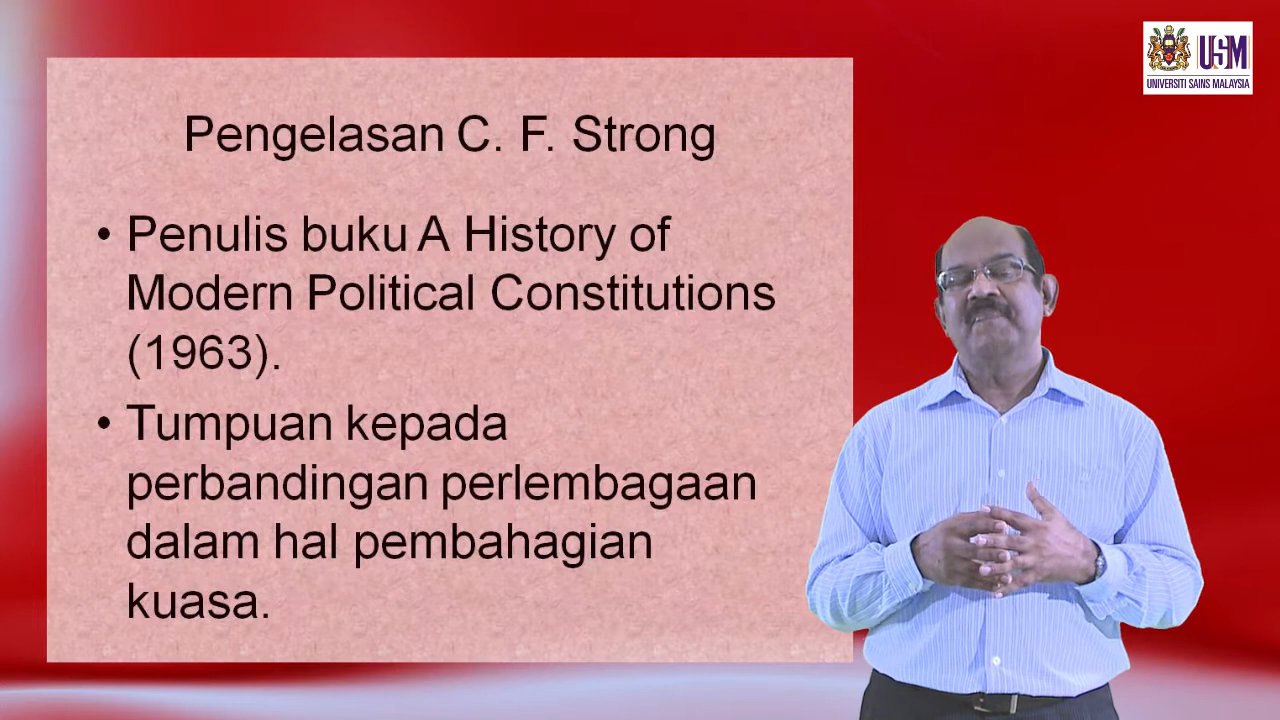 USM
UNIVERSITI SAINS MALAYSIA
Pengelasan C. F. Strong
• Penulis buku A History of
Modern Political Constitutions
(1963).
• Tumpuan kepada
perbandingan perlembagaan
dalam hal pembahagian
kuasa.